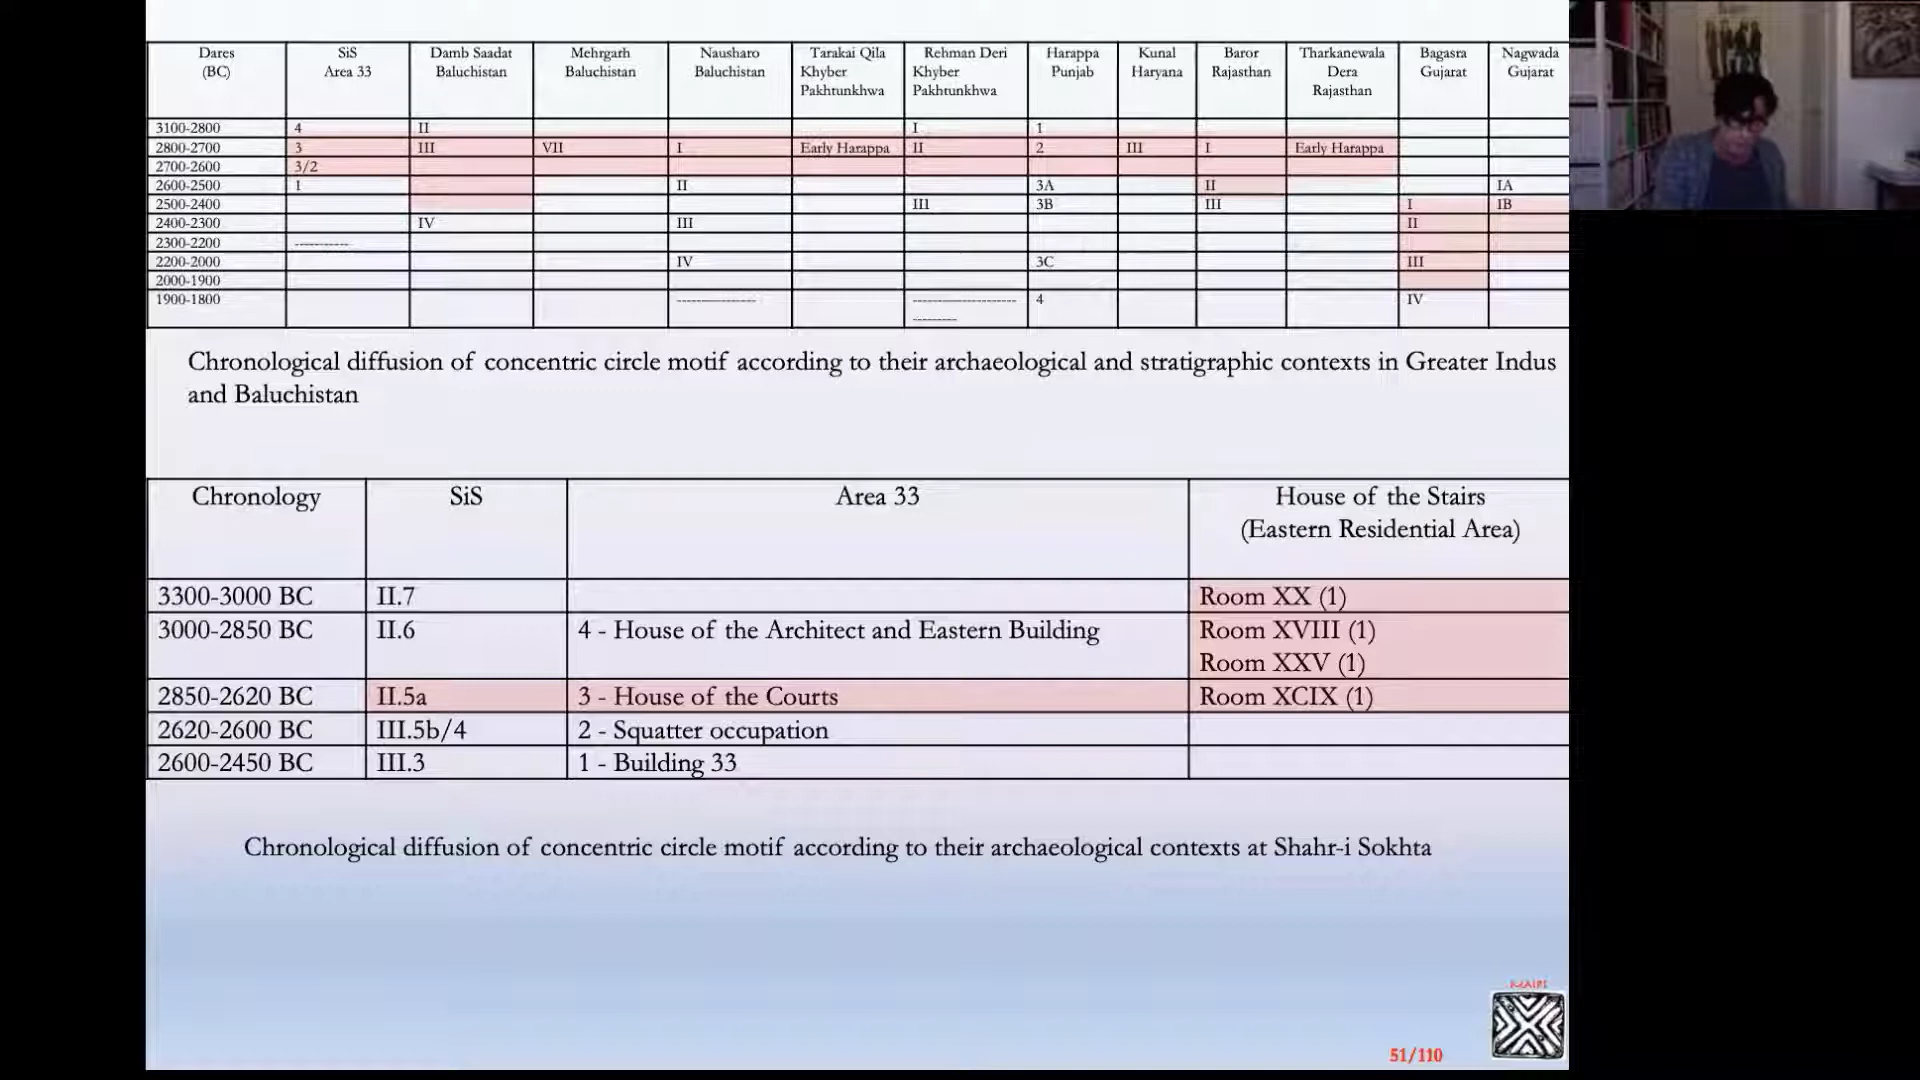 Dares SiS Damb Saadat Mehrgarh Nausharo Tarakai Qila Rehman Deri Harappa Kunal Baror Tharkanewala Bagasra Nagwada
(BC) Area 33 Baluchistan Baluchistan Baluchistan Khyber Khyber Punjab Haryana Rajasthan Dera Gujarat Gujarat
Pakhtunkhwa Pakhtunkhwa Rajasthan
3100-2800 4 II I 1
2800-2700 3 III VII I Early Harappa II 2 III I Early Harappa
2700-2600 3/2
2600-2500 1 II 3A II IA
2500-2400 III 3B III I IB
2400-2300 IV III II
2300-2200 -----------
2200-2000 IV 3C III
2000-1900
1900-1800 ---------------- --------------------- 4 IV
---------
Chronological diffusion of concentric circle motif according to their archaeological and stratigraphic contexts in Greater Indus
and Baluchistan
Chronology SiS Area 33 House of the Stairs
(Eastern Residential Area)
3300-3000 BC II.7 Room XX (1)
3000-2850 BC II.6 4 - House of the Architect and Eastern Building Room XVIII (1)
Room XXV (1)
2850-2620 BC II.5a 3 - House of the Courts Room XCIX (1)
2620-2600 BC III.5b/4 2 - Squatter occupation
2600-2450 BC III.3 1 - Building 33
Chronological diffusion of concentric circle motif according to their archaeological contexts at Shahr-i Sokhta
51/110